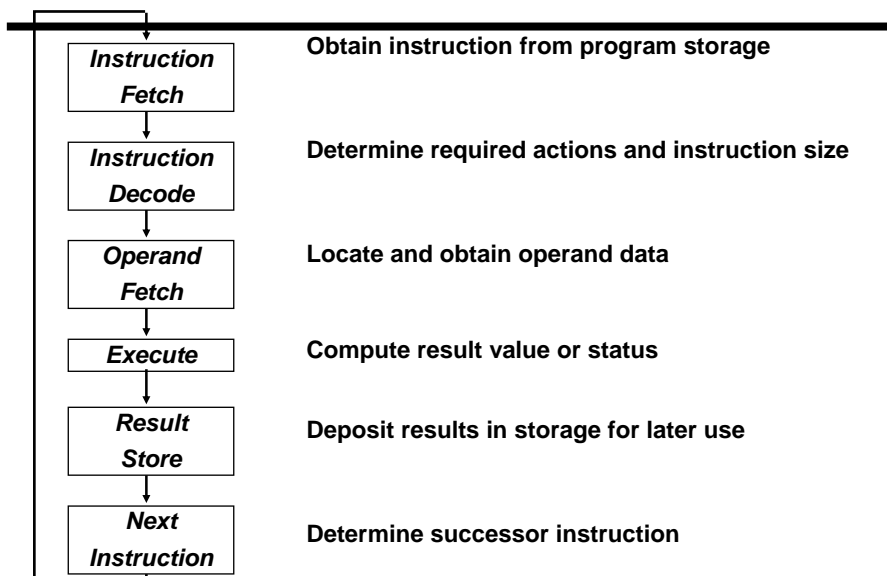 Instruction
Fetch
Obtain instruction from program storage
Instruction
Decode
Determine required actions and instruction size
Operand
Fetch
Locate and obtain operand data
Execute
Compute result value or status
Result
Store
Deposit results in storage for later use
Next
Instruction
Determine successor instruction